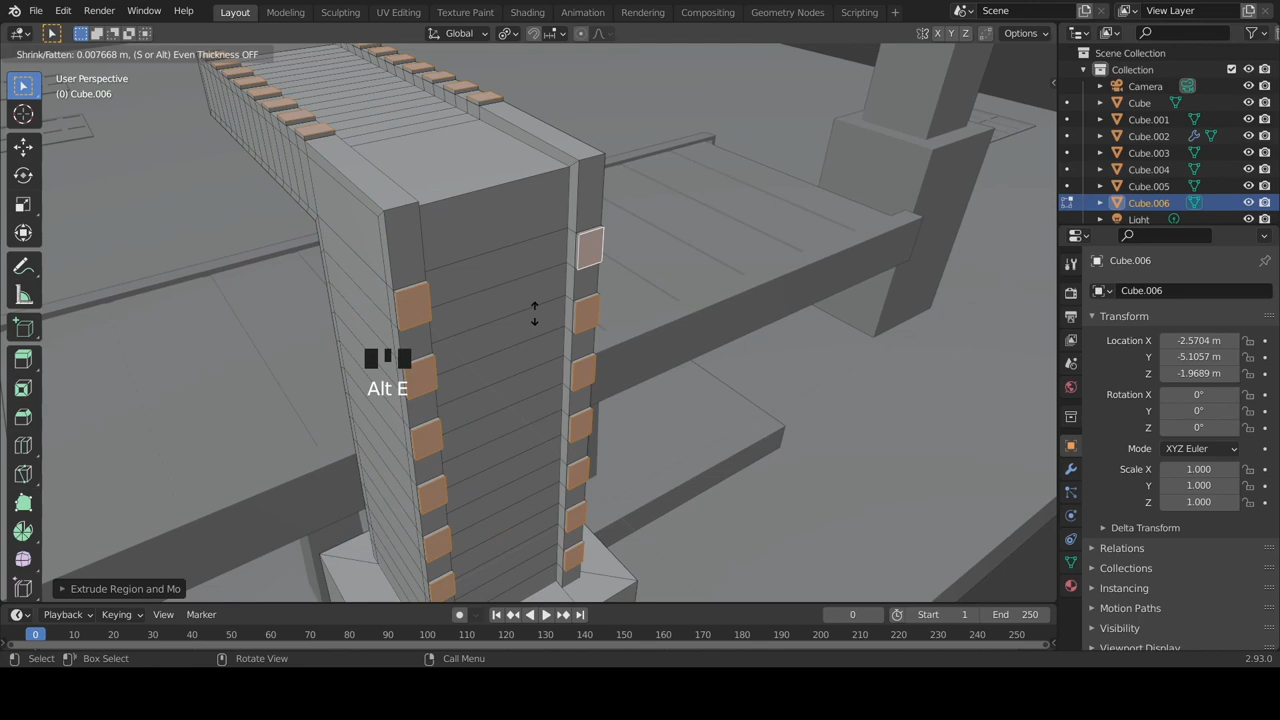 File Edit Render Window Help
Layout Modeling Sculpting UV Editing Texture Paint Shading Animation Rendering Compositing Geometry Nodes Scripting
Scene
View Layer
Global
X Y Z
Options
Shrink/Fatten: 0.007668 m, (S or Alt) Even Thickness OFF
User Perspective
(0) Cube.006
Alt E
Extrude Region and Mo
Scene Collection
Collection
Camera
Cube
Cube.001
Cube.002
Cube.003
Cube.004
Cube.005
Cube.006
Light
Cube.006
Cube.006
Transform
Location X -2.5704 m
Y -5.1057 m
Z -1.9689 m
Rotation X 0°
Y 0°
Z 0°
Mode XYZ Euler
Scale X 1.000
Y 1.000
Z 1.000
Delta Transform
Relations
Collections
Instancing
Motion Paths
Visibility
Viewport Display
Playback Keying View Marker
0
Start 1
End 250
0 10 20 30 40 50 60 70 80 90 100 110 120 130 140 150 160 170 180 190 200 210 220 230 240 250
Select Box Select Rotate View Call Menu 2.93.0